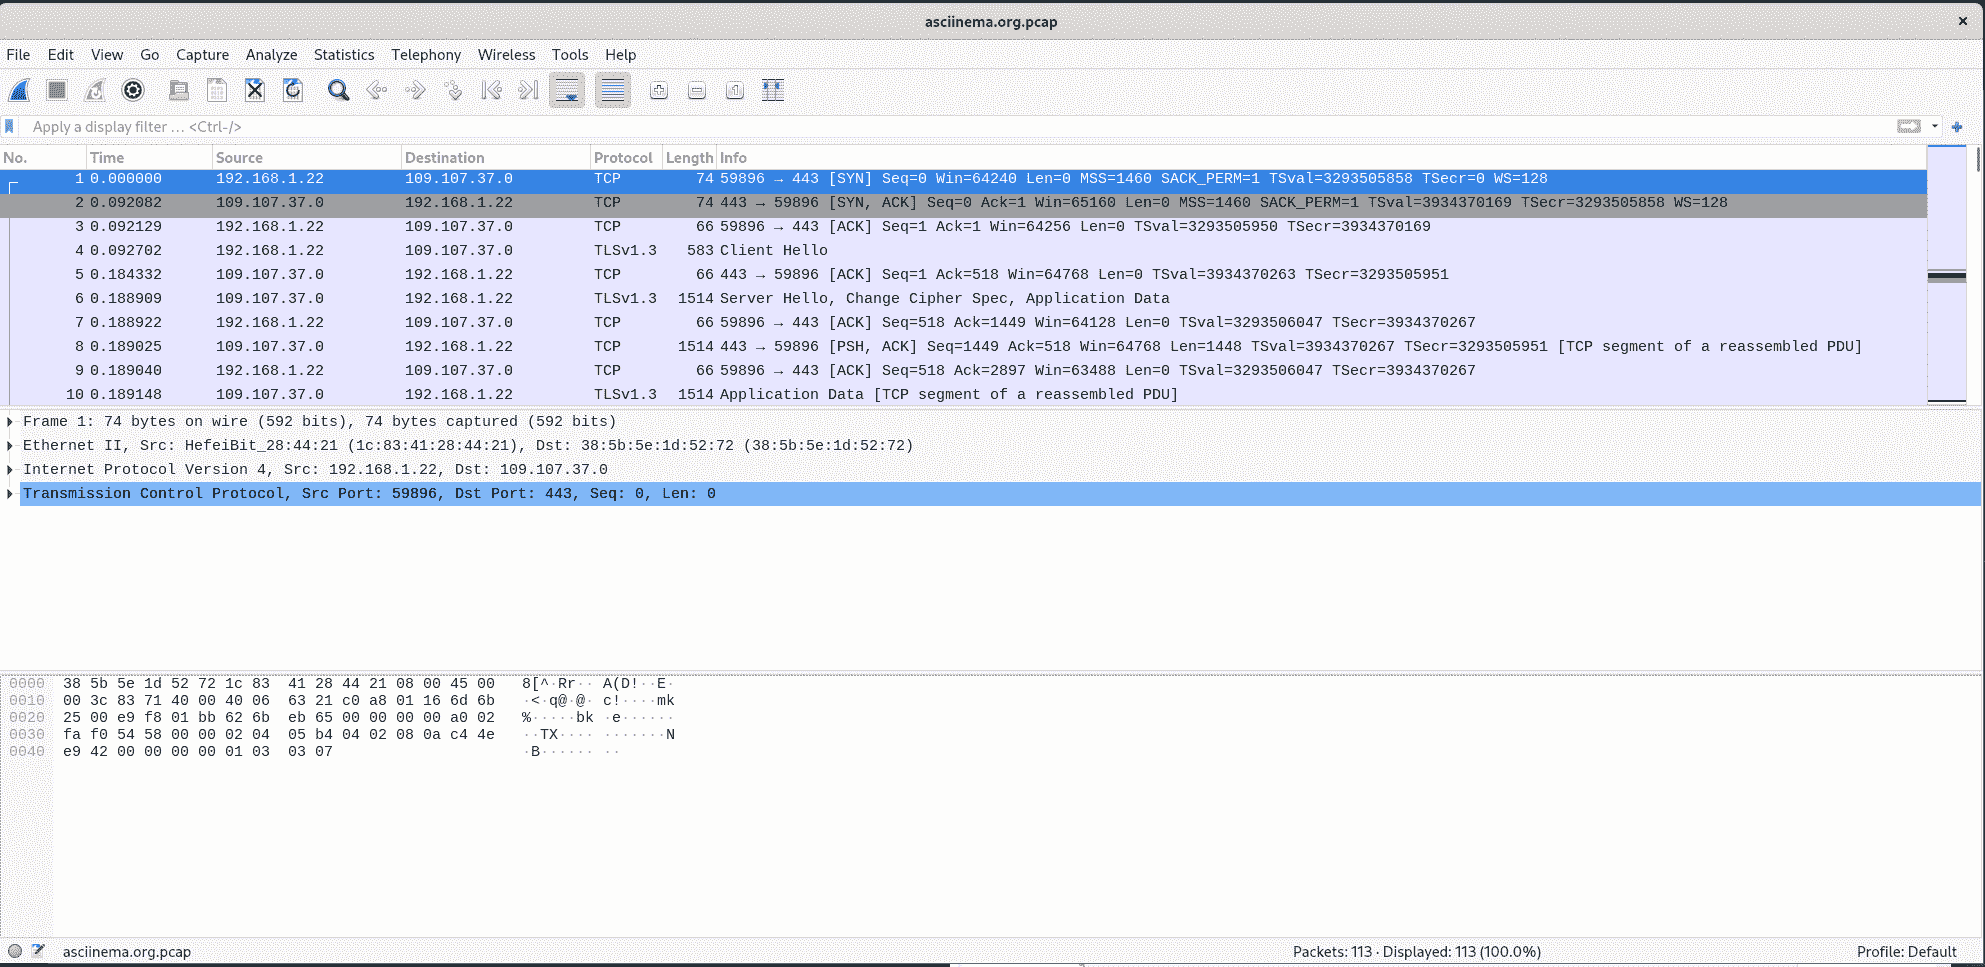 asciinema.org.pcap
File Edit View Go Capture Analyze Statistics Telephony Wireless Tools Help
Apply a display filter … <Ctrl-/>
No. Time Source Destination Protocol Length Info
1 0.000000 192.168.1.22 109.107.37.0 TCP 74 59896 → 443 [SYN] Seq=0 Win=64240 Len=0 MSS=1460 SACK_PERM=1 TSval=3293505858 TSecr=0 WS=128
2 0.092082 109.107.37.0 192.168.1.22 TCP 74 443 → 59896 [SYN, ACK] Seq=0 Ack=1 Win=65160 Len=0 MSS=1460 SACK_PERM=1 TSval=3934370169 TSecr=3293505858 WS=128
3 0.092129 192.168.1.22 109.107.37.0 TCP 66 59896 → 443 [ACK] Seq=1 Ack=1 Win=64256 Len=0 TSval=3293505950 TSecr=3934370169
4 0.092702 192.168.1.22 109.107.37.0 TLSv1.3 583 Client Hello
5 0.184332 109.107.37.0 192.168.1.22 TCP 66 443 → 59896 [ACK] Seq=1 Ack=518 Win=64768 Len=0 TSval=3934370263 TSecr=3293505951
6 0.188909 109.107.37.0 192.168.1.22 TLSv1.3 1514 Server Hello, Change Cipher Spec, Application Data
7 0.188922 192.168.1.22 109.107.37.0 TCP 66 59896 → 443 [ACK] Seq=518 Ack=1449 Win=64128 Len=0 TSval=3293506047 TSecr=3934370267
8 0.189025 109.107.37.0 192.168.1.22 TCP 1514 443 → 59896 [PSH, ACK] Seq=1449 Ack=518 Win=64768 Len=1448 TSval=3934370267 TSecr=3293505951 [TCP segment of a reassembled PDU]
9 0.189040 192.168.1.22 109.107.37.0 TCP 66 59896 → 443 [ACK] Seq=518 Ack=2897 Win=63488 Len=0 TSval=3293506047 TSecr=3934370267
10 0.189148 109.107.37.0 192.168.1.22 TLSv1.3 1514 Application Data [TCP segment of a reassembled PDU]
Frame 1: 74 bytes on wire (592 bits), 74 bytes captured (592 bits)
Ethernet II, Src: HefeiBit_28:44:21 (1c:83:41:28:44:21), Dst: 38:5b:5e:1d:52:72 (38:5b:5e:1d:52:72)
Internet Protocol Version 4, Src: 192.168.1.22, Dst: 109.107.37.0
Transmission Control Protocol, Src Port: 59896, Dst Port: 443, Seq: 0, Len: 0
0000 38 5b 5e 1d 52 72 1c 83 41 28 44 21 08 00 45 00 8[^·Rr·· A(D!··E·
0010 00 3c 83 71 40 00 40 06 63 21 c0 a8 01 16 6d 6b ·<·q@·@· c!····mk
0020 25 00 e9 f8 01 bb 62 6b eb 65 00 00 00 00 a0 02 %·····bk ·e······
0030 fa f0 54 58 00 00 02 04 05 b4 04 02 08 0a c4 4e ··TX···· ·······N
0040 e9 42 00 00 00 00 01 03 03 07 ·B······ ··
asciinema.org.pcap Packets: 113 · Displayed: 113 (100.0%) Profile: Default